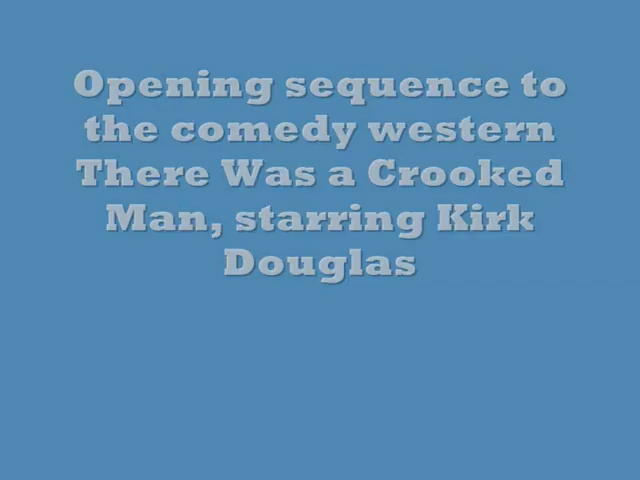 Opening sequence to
the comedy western
There Was a Crooked
Man, starring Kirk
Douglas